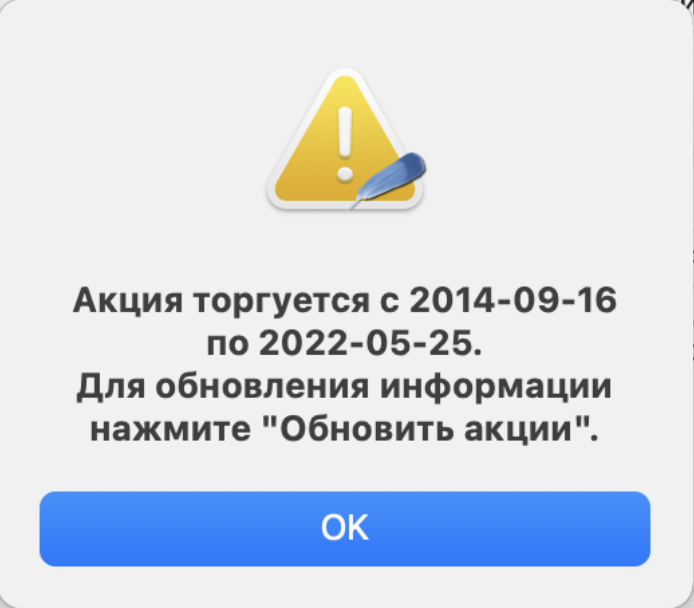 Акция торгуется с 2014-09-16
по 2022-05-25.
Для обновления информации
нажмите "Обновить акции".
OK